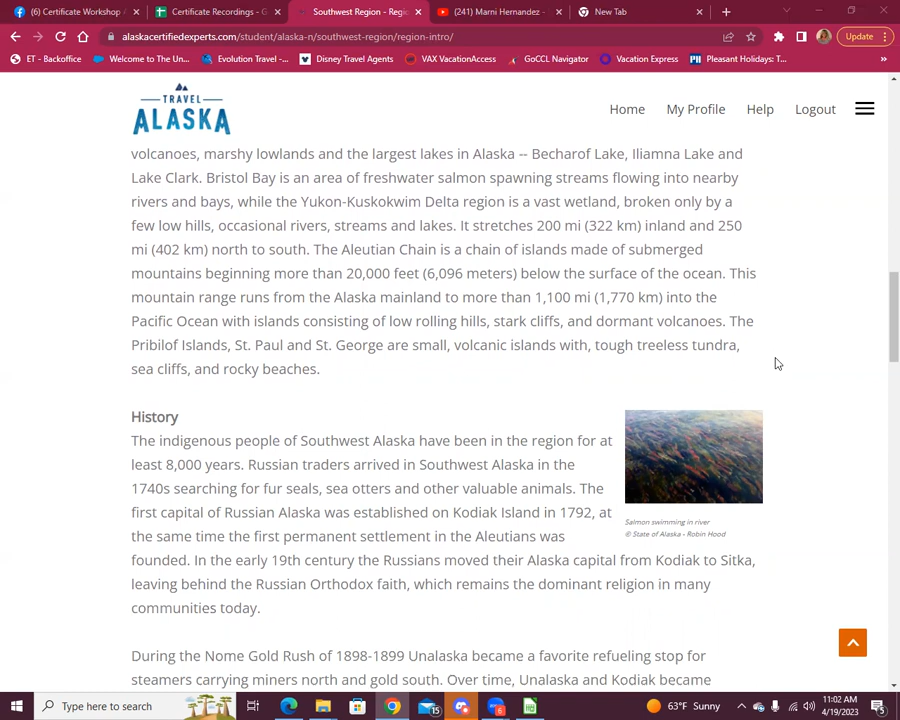 (6) Certificate Workshop A
Certificate Recordings - G
Southwest Region - Regio
(241) Marni Hernandez -
New Tab
alaskacertifiedexperts.com/student/alaska-n/southwest-region/region-intro/
Update
ET - Backoffice
Welcome to The Un...
Evolution Travel -...
Disney Travel Agents
VAX VacationAccess
GoCCL Navigator
Vacation Express
Pleasant Holidays: T...
TRAVEL
ALASKA
Home
My Profile
Help
Logout
volcanoes, marshy lowlands and the largest lakes in Alaska -- Becharof Lake, Iliamna Lake and
Lake Clark. Bristol Bay is an area of freshwater salmon spawning streams flowing into nearby
rivers and bays, while the Yukon-Kuskokwim Delta region is a vast wetland, broken only by a
few low hills, occasional rivers, streams and lakes. It stretches 200 mi (322 km) inland and 250
mi (402 km) north to south. The Aleutian Chain is a chain of islands made of submerged
mountains beginning more than 20,000 feet (6,096 meters) below the surface of the ocean. This
mountain range runs from the Alaska mainland to more than 1,100 mi (1,770 km) into the
Pacific Ocean with islands consisting of low rolling hills, stark cliffs, and dormant volcanoes. The
Pribilof Islands, St. Paul and St. George are small, volcanic islands with, tough treeless tundra,
sea cliffs, and rocky beaches.
History
The indigenous people of Southwest Alaska have been in the region for at
least 8,000 years. Russian traders arrived in Southwest Alaska in the
1740s searching for fur seals, sea otters and other valuable animals. The
first capital of Russian Alaska was established on Kodiak Island in 1792, at
the same time the first permanent settlement in the Aleutians was
founded. In the early 19th century the Russians moved their Alaska capital from Kodiak to Sitka,
leaving behind the Russian Orthodox faith, which remains the dominant religion in many
communities today.
Salmon swimming in river
© State of Alaska - Robin Hood
During the Nome Gold Rush of 1898-1899 Unalaska became a favorite refueling stop for
steamers carrying miners north and gold south. Over time, Unalaska and Kodiak became
Type here to search
15
6
63°F Sunny
11:02 AM
4/19/2023
5